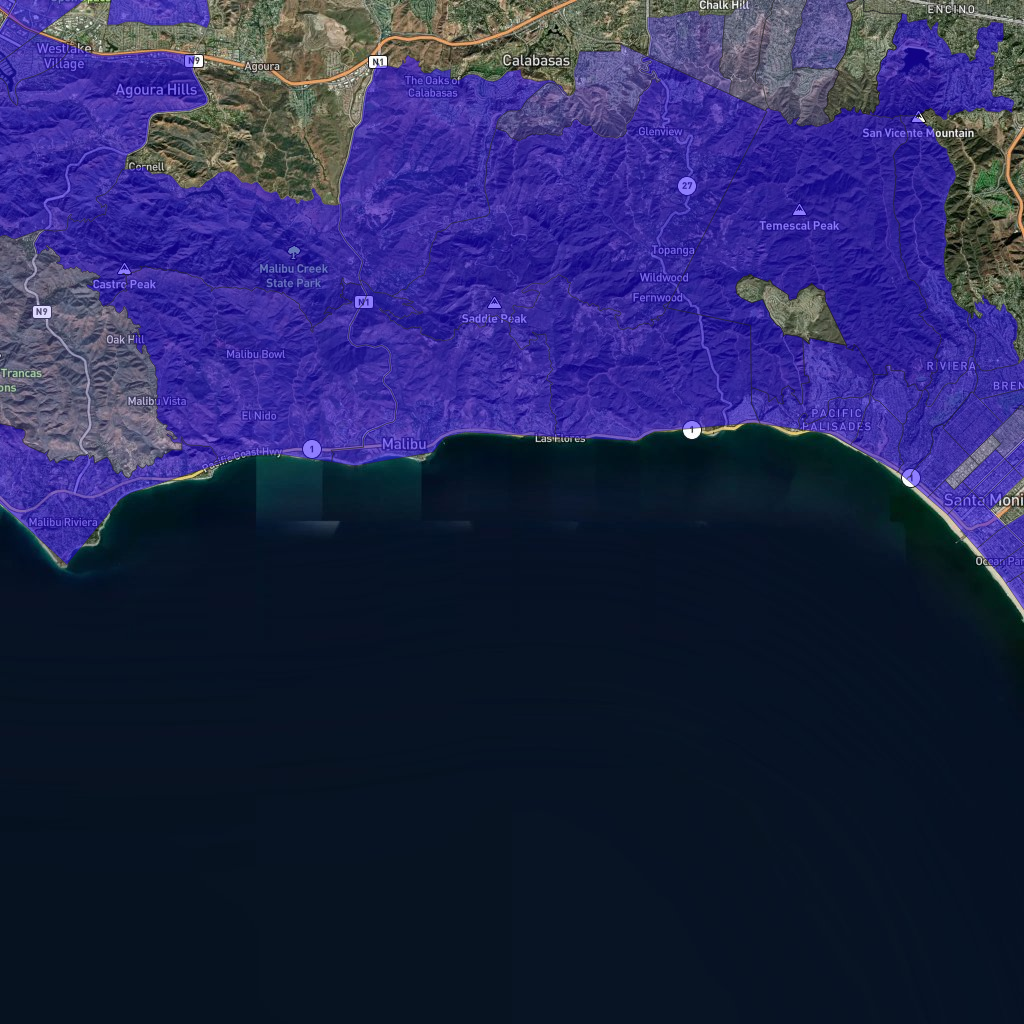 Chalk Hill
ENCINO
Westlake
Village
N9
Agoura
N1
Calabasas
The Oaks of
Calabasas
Agoura Hills
Glenview
San Vicente Mountain
Cornell
27
Temescal Peak
Topanga
Malibu Creek
State Park
Castro Peak
Wildwood
Fernwood
N9
N1
Saddle Peak
Oak Hill
Malibu Bowl
Trancas
ons
RIVIERA
BREN
Malibu Vista
El Nido
PACIFIC
PALISADES
1
Malibu
Las Flores
1
Pacific Coast Hwy
1
Santa Moni
Malibu Riviera
Ocean Par